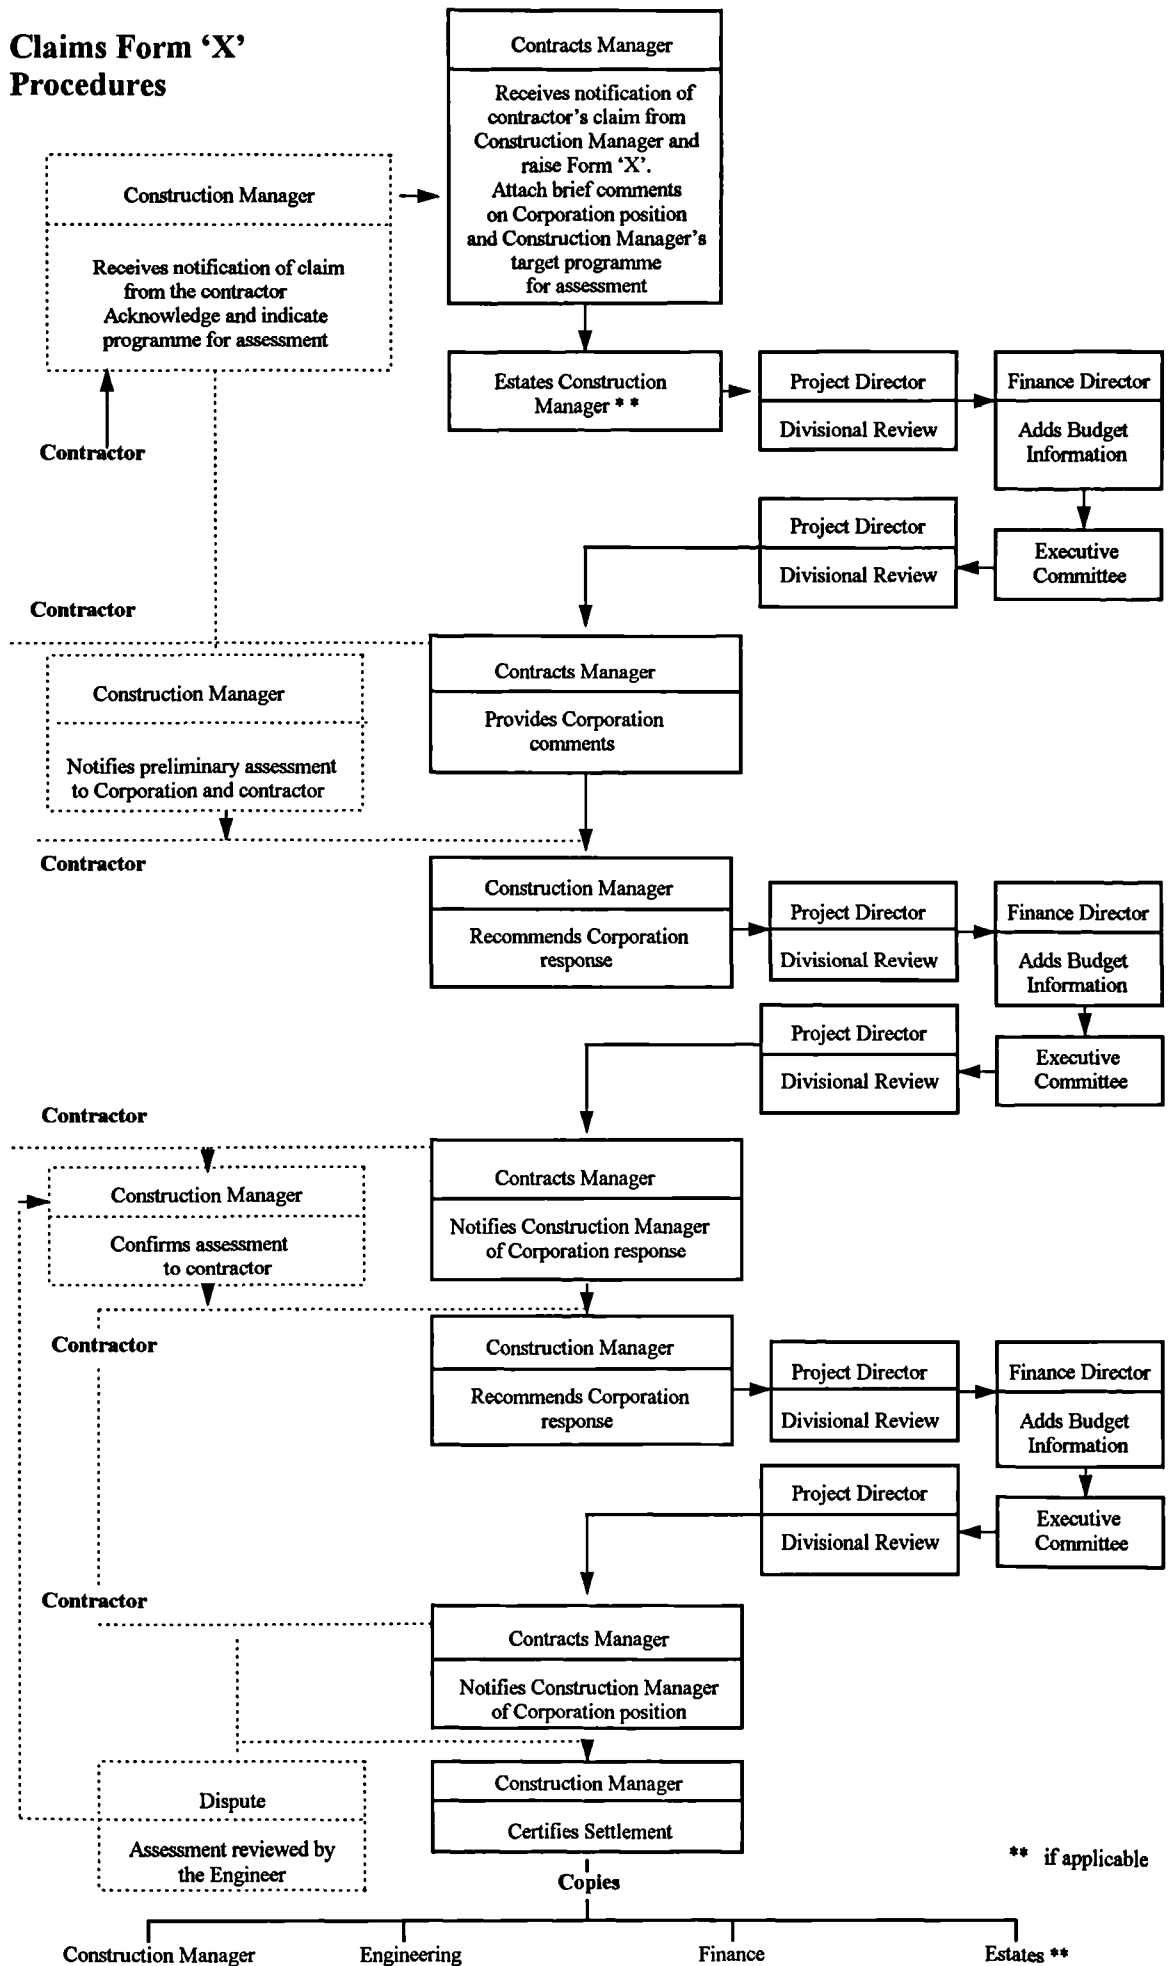 Claims Form ‘X’
Procedures
Contracts Manager
Receives notification of
contractor’s claim from
Construction Manager and
raise Form ‘X’.
Attach brief comments
on Corporation position
and Construction Manager’s
target programme
for assessment
Construction Manager
Receives notification of claim
from the contractor
Acknowledge and indicate
programme for assessment
Contractor
Estates Construction
Manager **
Project Director
Divisional Review
Finance Director
Adds Budget
Information
Executive
Committee
Project Director
Divisional Review
Contractor
Contracts Manager
Provides Corporation
comments
Construction Manager
Notifies preliminary assessment
to Corporation and contractor
Contractor
Construction Manager
Recommends Corporation
response
Project Director
Divisional Review
Finance Director
Adds Budget
Information
Executive
Committee
Project Director
Divisional Review
Contractor
Contracts Manager
Notifies Construction Manager
of Corporation response
Construction Manager
Confirms assessment
to contractor
Contractor
Construction Manager
Recommends Corporation
response
Project Director
Divisional Review
Finance Director
Adds Budget
Information
Executive
Committee
Project Director
Divisional Review
Contractor
Contracts Manager
Notifies Construction Manager
of Corporation position
Construction Manager
Certifies Settlement
Dispute
Assessment reviewed by
the Engineer
** if applicable
Copies
Construction Manager
Engineering
Finance
Estates **